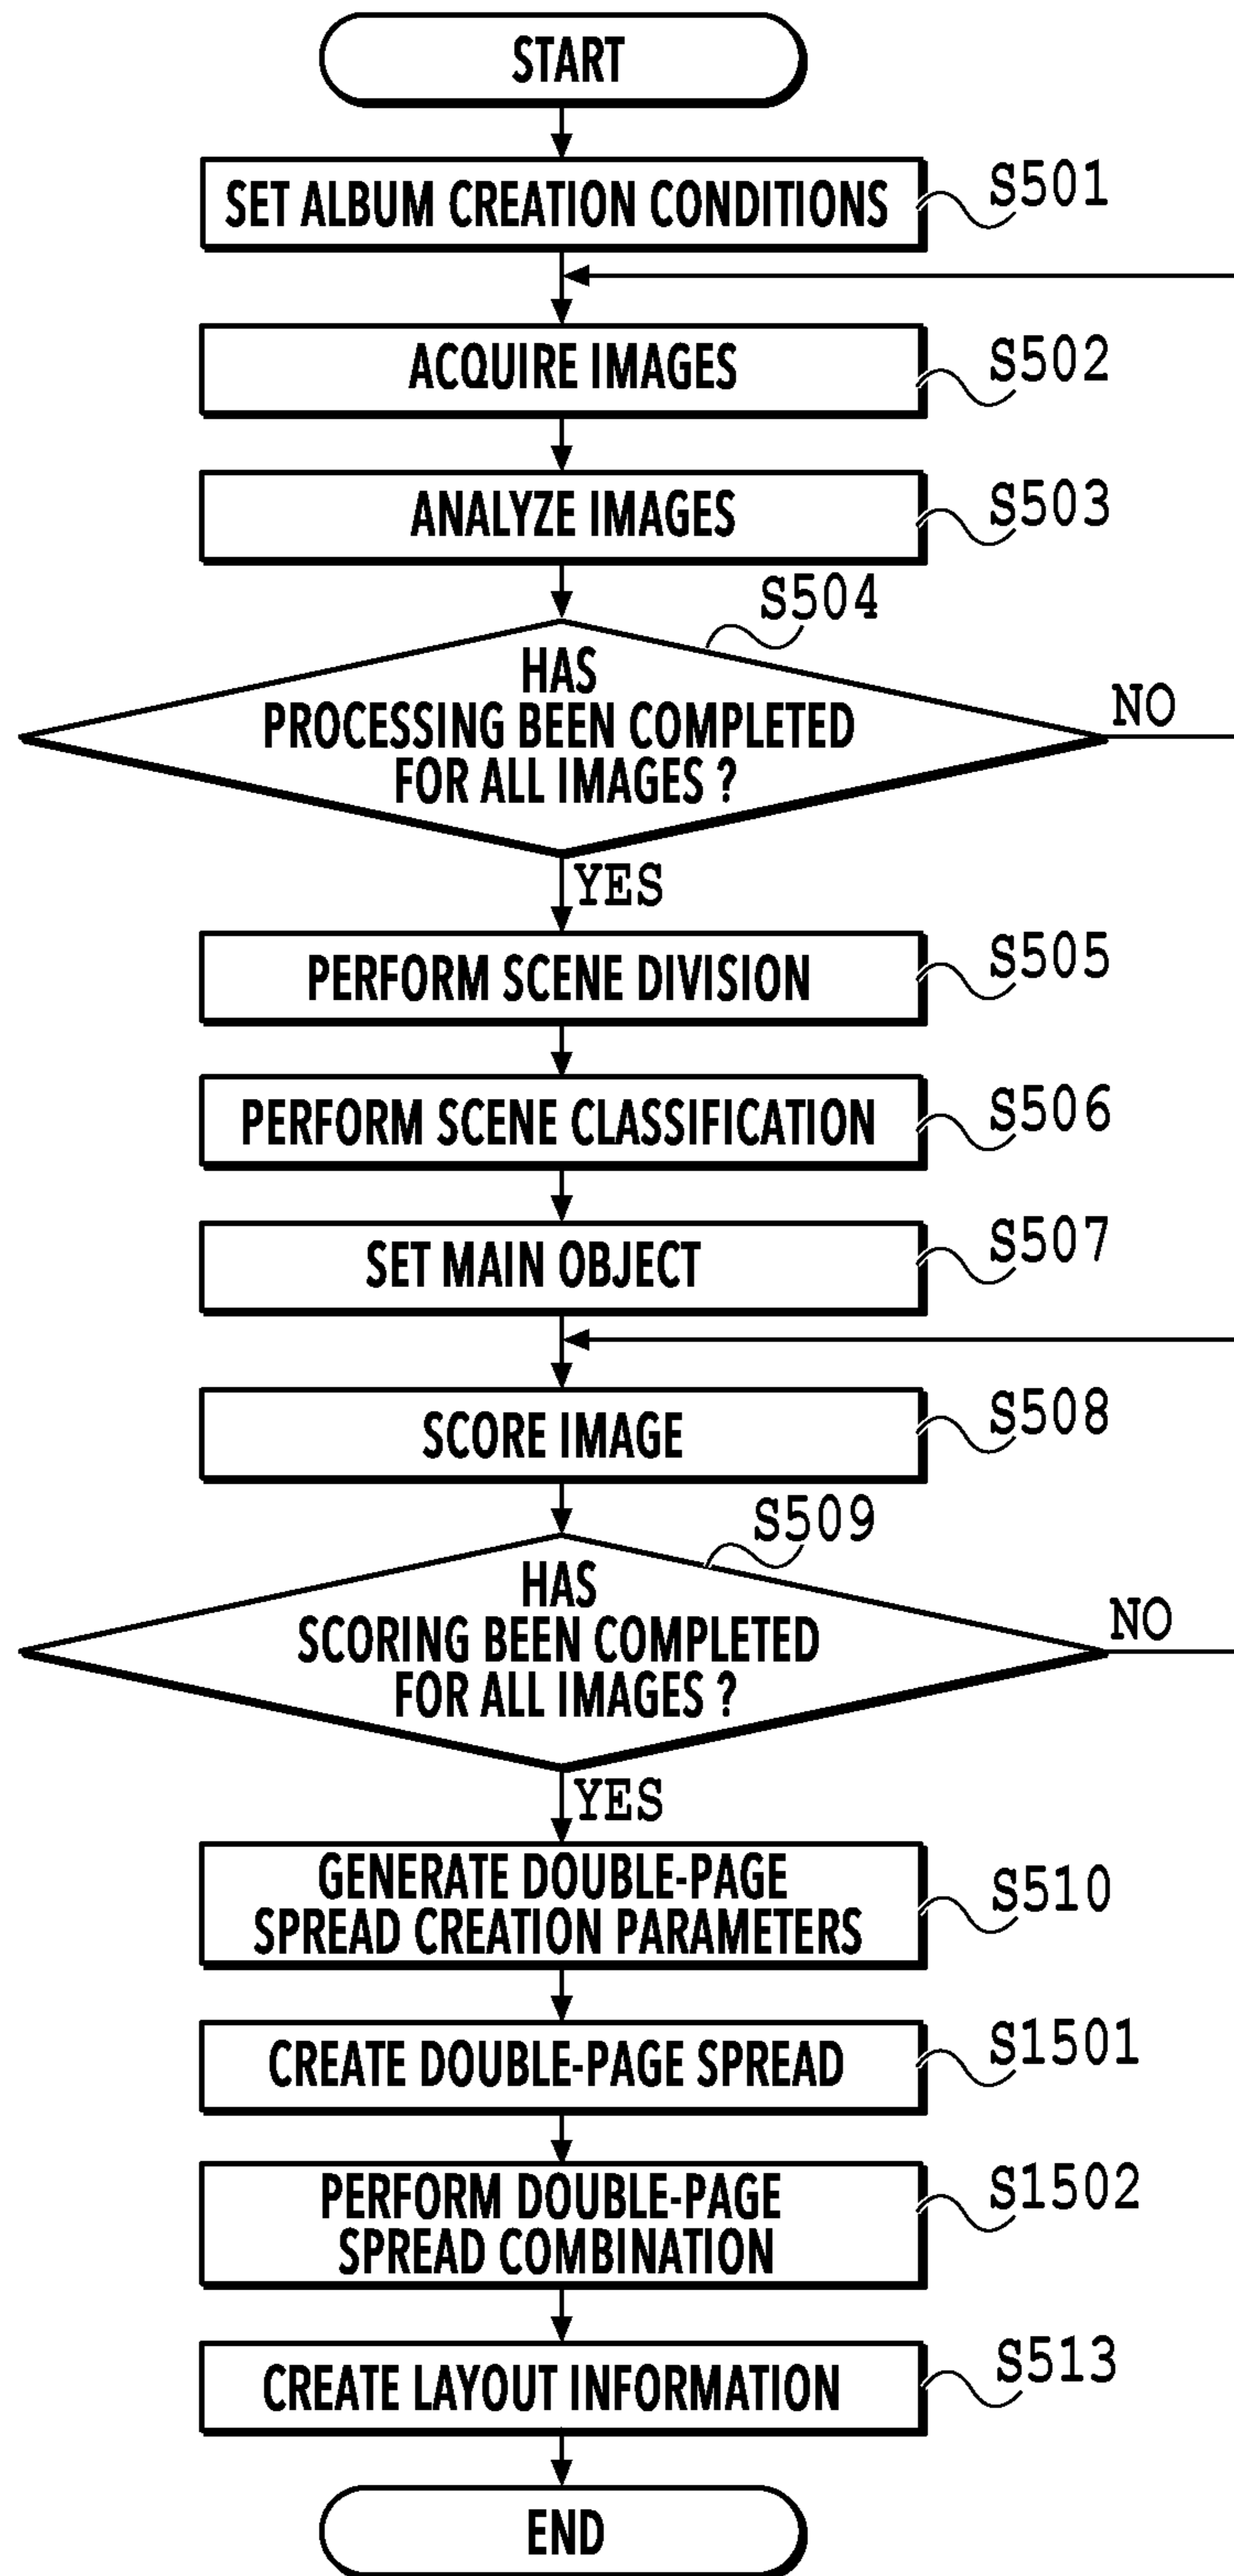 START
SET ALBUM CREATION CONDITIONS
S501
ACQUIRE IMAGES
S502
ANALYZE IMAGES
S503
S504
HAS
PROCESSING BEEN COMPLETED
FOR ALL IMAGES ?
NO
YES
PERFORM SCENE DIVISION
S505
PERFORM SCENE CLASSIFICATION
S506
SET MAIN OBJECT
S507
SCORE IMAGE
S508
S509
HAS
SCORING BEEN COMPLETED
FOR ALL IMAGES ?
NO
YES
GENERATE DOUBLE-PAGE
SPREAD CREATION PARAMETERS
S510
CREATE DOUBLE-PAGE SPREAD
S1501
PERFORM DOUBLE-PAGE
SPREAD COMBINATION
S1502
CREATE LAYOUT INFORMATION
S513
END